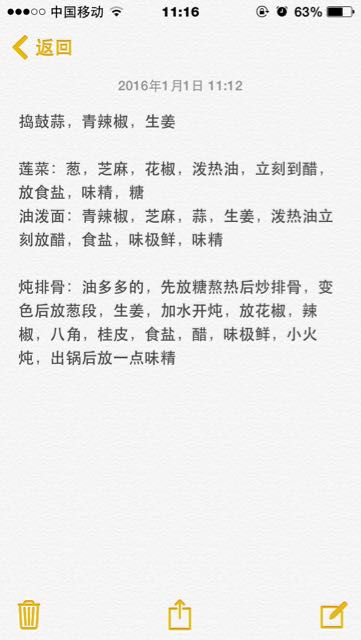 中国移动 11:16 63%
返回
2016年1月1日 11:12
捣鼓蒜，青辣椒，生姜
莲菜：葱，芝麻，花椒，泼热油，立刻到醋，
放食盐，味精，糖
油泼面：青辣椒，芝麻，蒜，生姜，泼热油立
刻放醋，食盐，味极鲜，味精
炖排骨：油多多的，先放糖熬热后炒排骨，变
色后放葱段，生姜，加水开炖，放花椒，辣
椒，八角，桂皮，食盐，醋，味极鲜，小火
炖，出锅后放一点味精